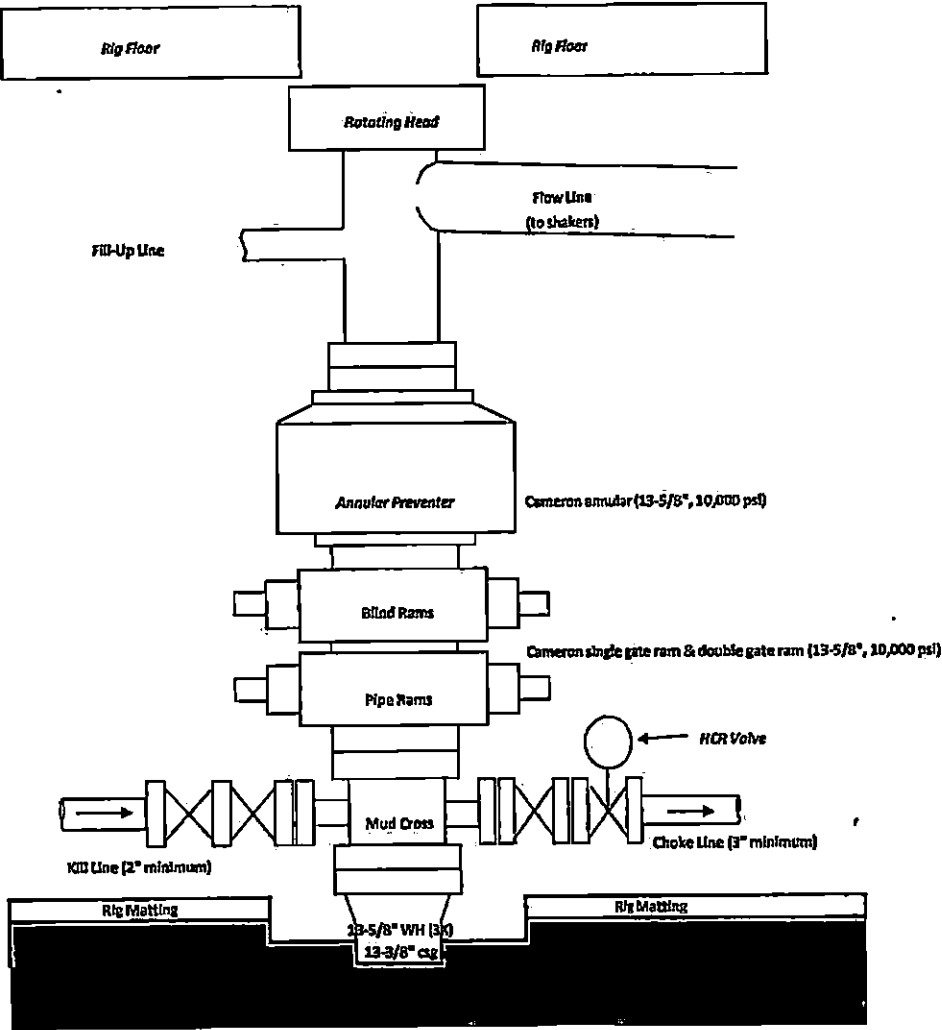 Rig Floor
Rig Floor
Rotating Head
Flow Line
(to shakers)
Fill-Up Line
Annular Preventer
Cameron annular (13-5/8", 10,000 psi)
Blind Rams
Cameron single gate ram & double gate ram (13-5/8", 10,000 psi)
Pipe Rams
HCR Valve
Mud Cross
Choke Line (3" minimum)
Kill Line (2" minimum)
Rig Matting
Rig Matting
13-5/8" WH (3K)
13-3/8" csg